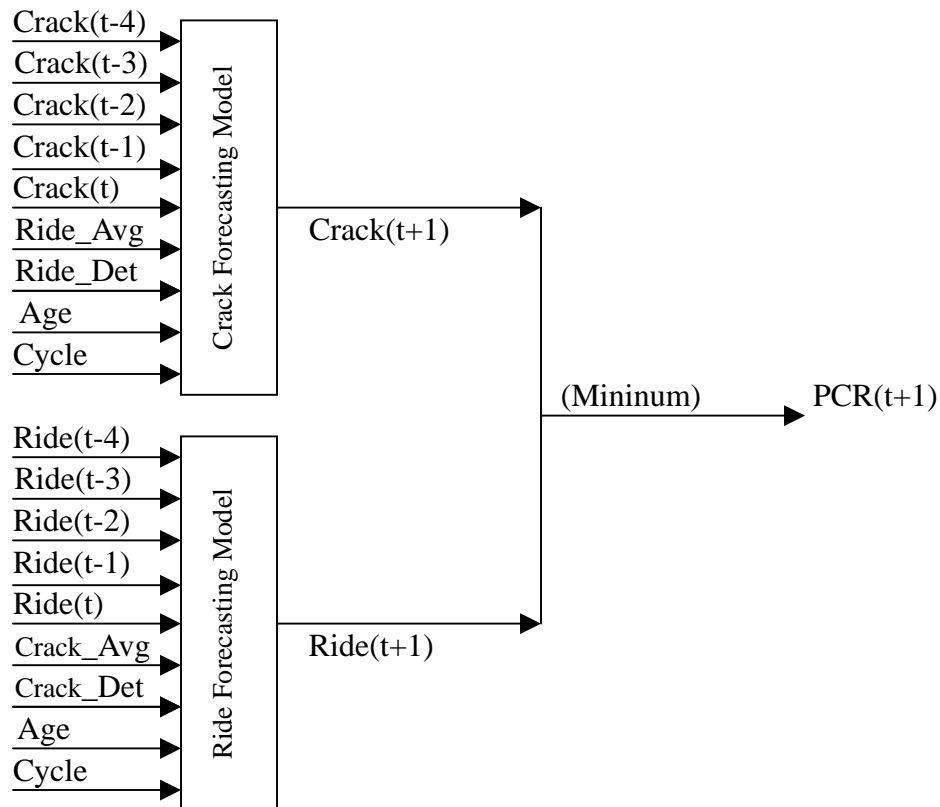 Crack(t-4)
Crack(t-3)
Crack(t-2)
Crack(t-1)
Crack(t)
Ride_Avg
Ride_Det
Age
Cycle
Crack Forecasting Model
Crack(t+1)
(Mininum)
PCR(t+1)
Ride(t-4)
Ride(t-3)
Ride(t-2)
Ride(t-1)
Ride(t)
Crack_Avg
Crack_Det
Age
Cycle
Ride Forecasting Model
Ride(t+1)